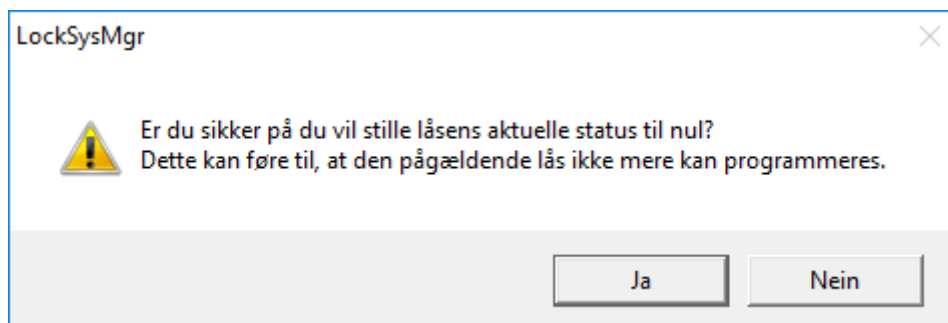 LockSysMgr
Er du sikker på du vil stille låsens aktuelle status til nul?
Dette kan føre til, at den pågældende lås ikke mere kan programmeres.
Ja
Nein